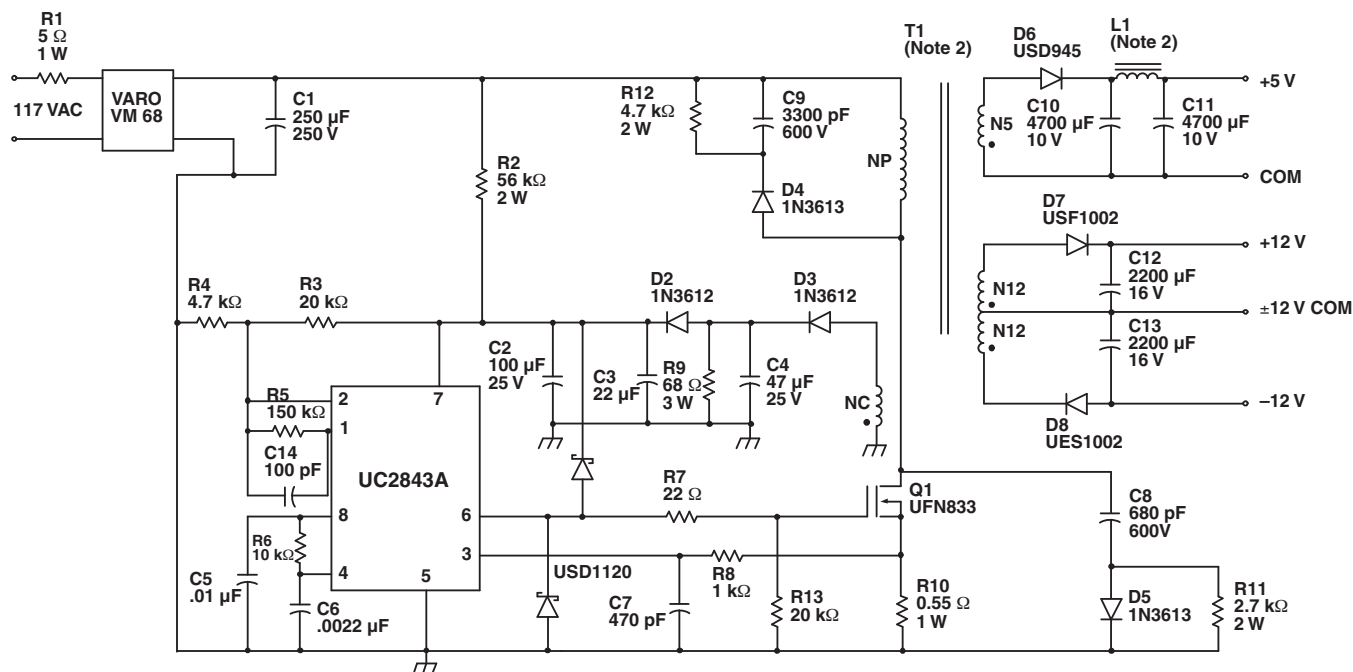 R1
5 Ω
1 W
117 VAC
VARO
VM 68
C1
250 µF
250 V
R2
56 kΩ
2 W
R12
4.7 kΩ
2 W
C9
3300 pF
600 V
D4
1N3613
NP
T1
(Note 2)
D6
USD945
L1
(Note 2)
N5
C10
4700 µF
10 V
C11
4700 µF
10 V
+5 V
COM
D7
USF1002
+12 V
N12
N12
C12
2200 µF
16 V
±12 V COM
C13
2200 µF
16 V
–12 V
D8
UES1002
R4
4.7 kΩ
R3
20 kΩ
D2
1N3612
D3
1N3612
C2
100 µF
25 V
C3
22 µF
R9
68 Ω
3 W
C4
47 µF
25 V
NC
R5
150 kΩ
C14
100 pF
2
1
7
UC2843A
8
4
5
6
3
R6
10 kΩ
C5
.01 µF
C6
.0022 µF
USD1120
R7
22 Ω
Q1
UFN833
R8
1 kΩ
C7
470 pF
R13
20 kΩ
R10
0.55 Ω
1 W
C8
680 pF
600V
D5
1N3613
R11
2.7 kΩ
2 W